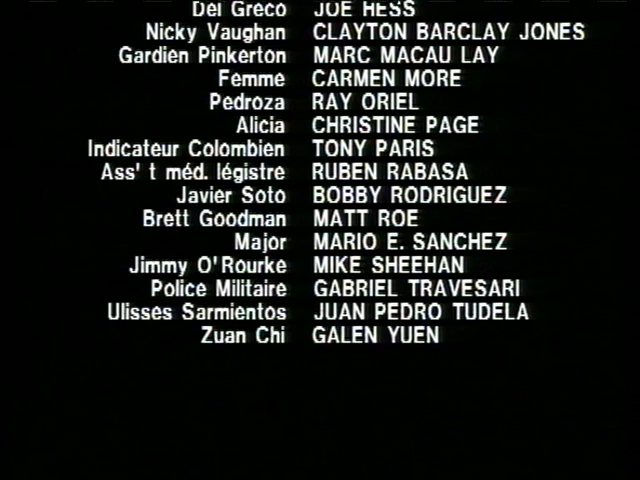 Del Greco JOE HESS
Nicky Vaughan CLAYTON BARCLAY JONES
Gardien Pinkerton MARC MACAU LAY
Femme CARMEN MORE
Pedroza RAY ORIEL
Alicia CHRISTINE PAGE
Indicateur Colombien TONY PARIS
Ass' t méd. légistre RUBEN RABASA
Javier Soto BOBBY RODRIGUEZ
Brett Goodman MATT ROE
Major MARIO E. SANCHEZ
Jimmy O'Rourke MIKE SHEEHAN
Police Militaire GABRIEL TRAVESARI
Ulisses Sarmientos JUAN PEDRO TUDELA
Zuan Chi GALEN YUEN